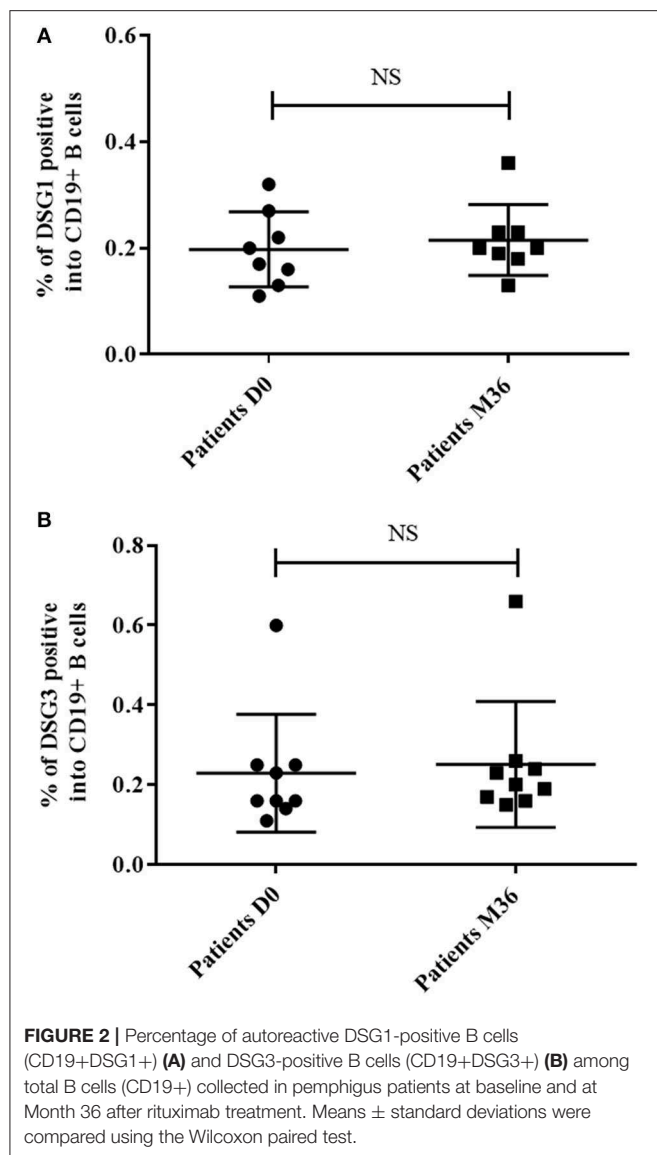 A
0.6
NS
0.4
0.2
0.0
% of DSG1 positive
into CD19+ B cells
Patients D0
Patients M36
B
0.8
NS
0.6
0.4
0.2
0.0
% of DSG3 positive
into CD19+ B cells
Patients D0
Patients M36
FIGURE 2 | Percentage of autoreactive DSG1-positive B cells
(CD19+DSG1+) (A) and DSG3-positive B cells (CD19+DSG3+) (B) among
total B cells (CD19+) collected in pemphigus patients at baseline and at
Month 36 after rituximab treatment. Means ± standard deviations were
compared using the Wilcoxon paired test.